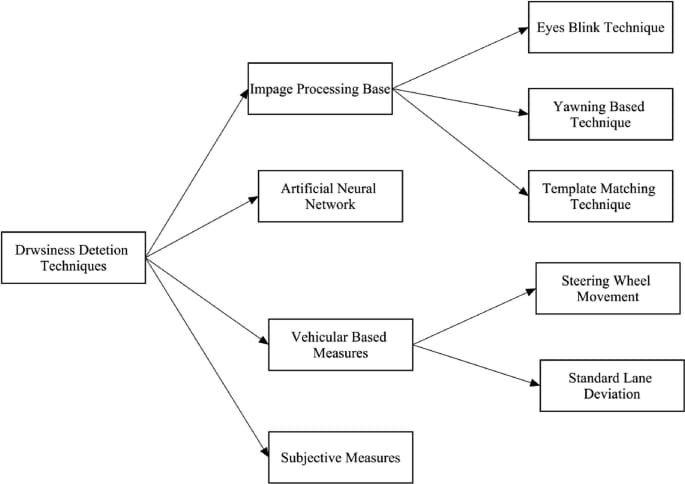 Eyes Blink Technique
Impage Processing Base
Yawning Based
Technique
Artificial Neural
Network
Template Matching
Technique
Drwsiness Detetion
Techniques
Steering Wheel
Movement
Vehicular Based
Measures
Standard Lane
Deviation
Subjective Measures